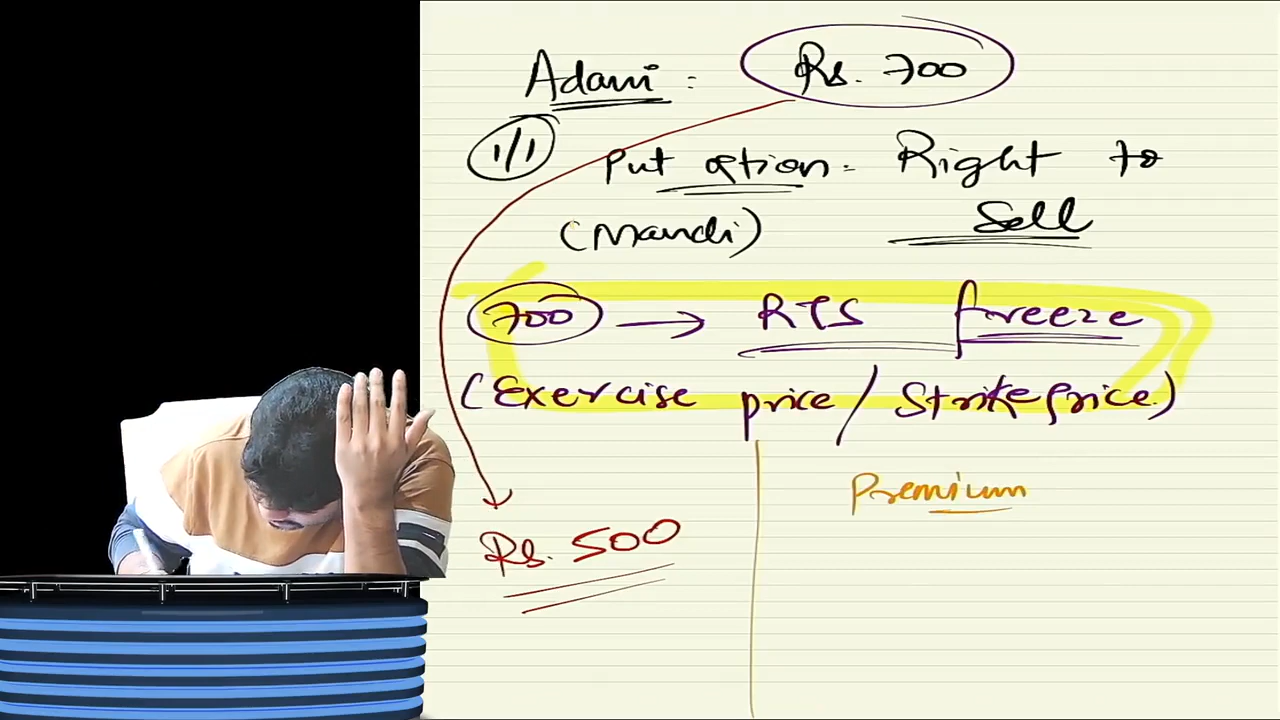 Adani : Rs. 700
1/1 Put option = Right to
(Mandi) Sell
700 → RTS freeze
(Exercise price / Strike price)
Premium
Rs. 500